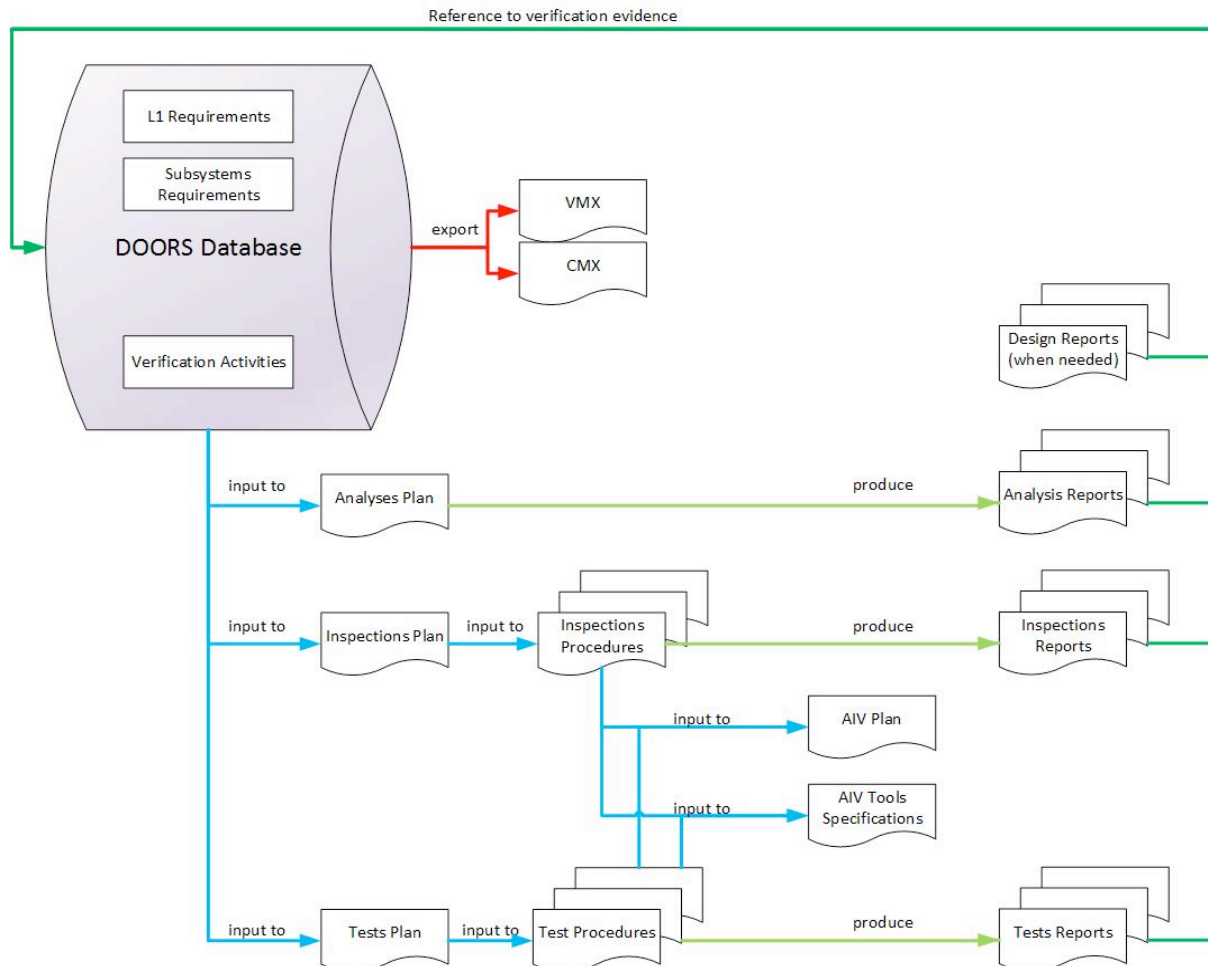 Reference to verification evidence
L1 Requirements
Subsystems
Requirements
DOORS Database
Verification Activities
export
VMX
CMX
Design Reports
(when needed)
input to
Analyses Plan
produce
Analysis Reports
input to
Inspections Plan
input to
Inspections
Procedures
produce
Inspections
Reports
input to
AIV Plan
input to
AIV Tools
Specifications
input to
Tests Plan
input to
Test Procedures
produce
Tests Reports